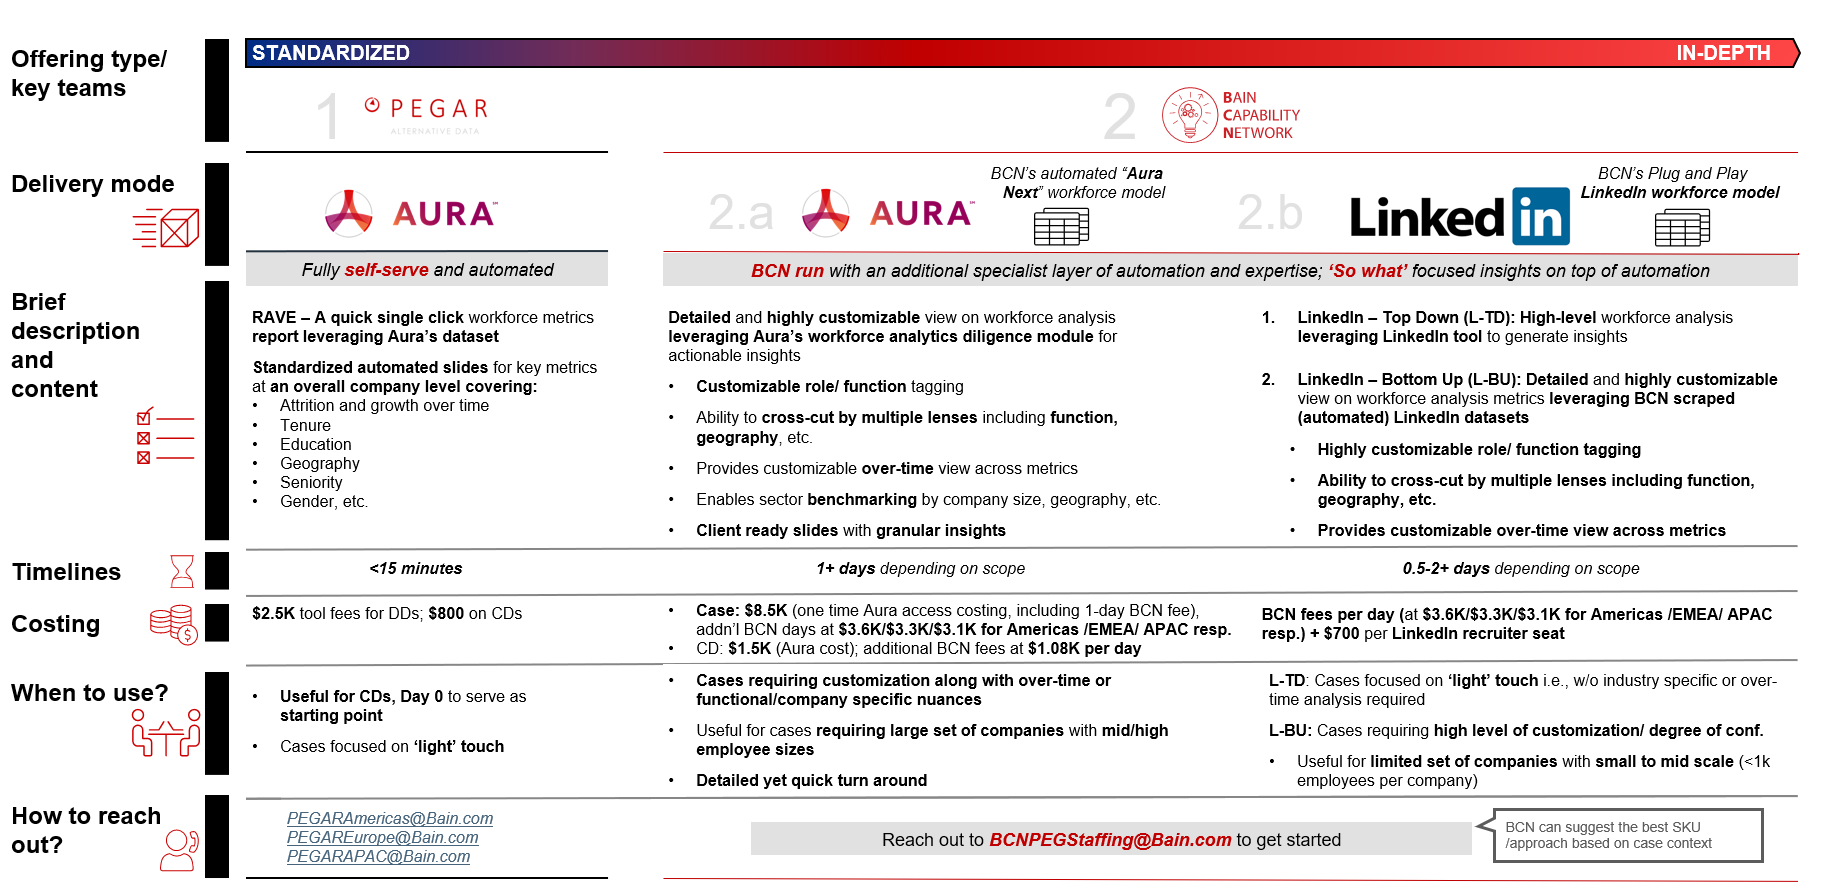 Offering type/
key teams
STANDARDIZED
IN-DEPTH
1
PEGAR
ALTERNATIVE DATA
2
BAIN
CAPABILITY
NETWORK
Delivery mode
AURA
2.a
AURA
BCN's automated “Aura
Next” workforce model
2.b
Linked in
BCN's Plug and Play
LinkedIn workforce model
Fully self-serve and automated
BCN run with an additional specialist layer of automation and expertise; ‘So what’ focused insights on top of automation
Brief
description
and
content
RAVE – A quick single click workforce metrics
report leveraging Aura's dataset
Standardized automated slides for key metrics
at an overall company level covering:
• Attrition and growth over time
• Tenure
• Education
• Geography
• Seniority
• Gender, etc.
Detailed and highly customizable view on workforce analysis
leveraging Aura's workforce analytics diligence module for
actionable insights
• Customizable role/ function tagging
• Ability to cross-cut by multiple lenses including function,
geography, etc.
• Provides customizable over-time view across metrics
• Enables sector benchmarking by company size, geography, etc.
• Client ready slides with granular insights
1. LinkedIn – Top Down (L-TD): High-level workforce analysis
leveraging LinkedIn tool to generate insights
2. LinkedIn – Bottom Up (L-BU): Detailed and highly customizable
view on workforce analysis metrics leveraging BCN scraped
(automated) LinkedIn datasets
• Highly customizable role/ function tagging
• Ability to cross-cut by multiple lenses including function,
geography, etc.
• Provides customizable over-time view across metrics
Timelines
<15 minutes
1+ days depending on scope
0.5-2+ days depending on scope
Costing
$2.5K tool fees for DDs; $800 on CDs
• Case: $8.5K (one time Aura access costing, including 1-day BCN fee),
addn'l BCN days at $3.6K/$3.3K/$3.1K for Americas /EMEA/ APAC resp.
• CD: $1.5K (Aura cost); additional BCN fees at $1.08K per day
BCN fees per day (at $3.6K/$3.3K/$3.1K for Americas /EMEA/ APAC
resp.) + $700 per LinkedIn recruiter seat
When to use?
• Useful for CDs, Day 0 to serve as
starting point
• Cases focused on ‘light’ touch
• Cases requiring customization along with over-time or
functional/company specific nuances
• Useful for cases requiring large set of companies with mid/high
employee sizes
• Detailed yet quick turn around
L-TD: Cases focused on ‘light’ touch i.e., w/o industry specific or over-
time analysis required
L-BU: Cases requiring high level of customization/ degree of conf.
• Useful for limited set of companies with small to mid scale (<1k
employees per company)
How to reach
out?
PEGARAmericas@Bain.com
PEGAREurope@Bain.com
PEGARAPAC@Bain.com
Reach out to BCNPEGStaffing@Bain.com to get started
BCN can suggest the best SKU
/approach based on case context